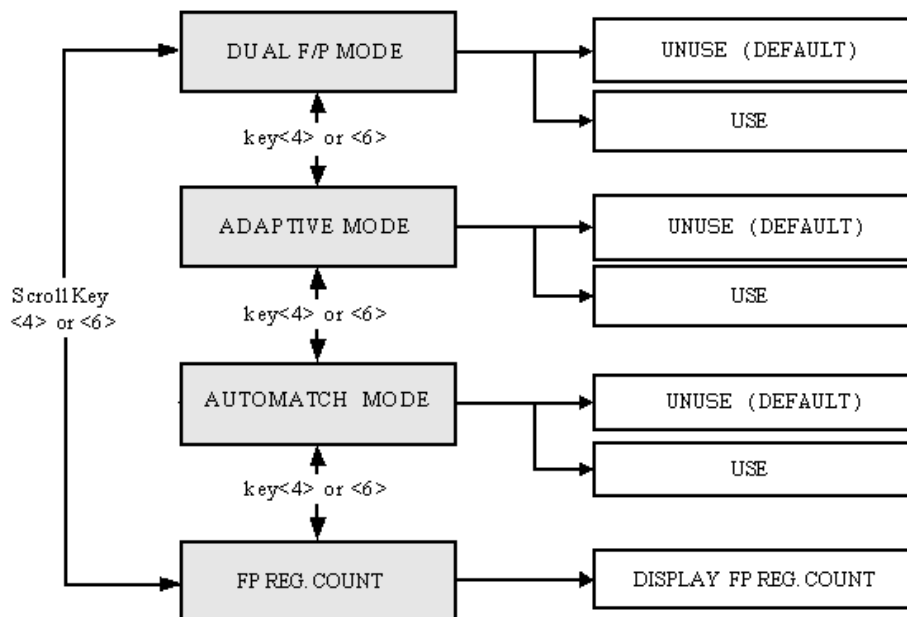 DUAL F/P MODE
UNUSE (DEFAULT)
USE
key<4> or <6>
ADAPTIVE MODE
UNUSE (DEFAULT)
USE
Scroll Key
<4> or <6>
key<4> or <6>
AUTOMATCH MODE
UNUSE (DEFAULT)
USE
key<4> or <6>
FP REG. COUNT
DISPLAY FP REG. COUNT